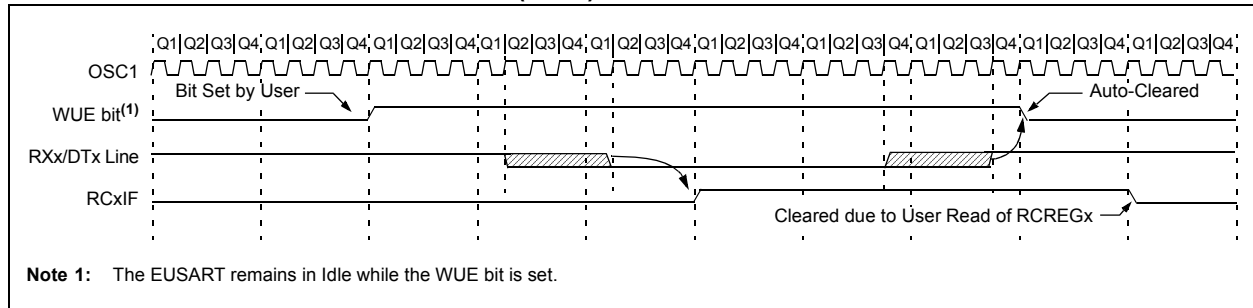 Q1 Q2 Q3 Q4 Q1 Q2 Q3 Q4 Q1 Q2 Q3 Q4 Q1 Q2 Q3 Q4 Q1 Q2 Q3 Q4 Q1 Q2 Q3 Q4 Q1 Q2 Q3 Q4 Q1 Q2 Q3 Q4 Q1 Q2 Q3 Q4 Q1 Q2 Q3 Q4
OSC1
Bit Set by User
Auto-Cleared
WUE bit(1)
RXx/DTx Line
RCxIF
Cleared due to User Read of RCREGx
Note 1: The EUSART remains in Idle while the WUE bit is set.